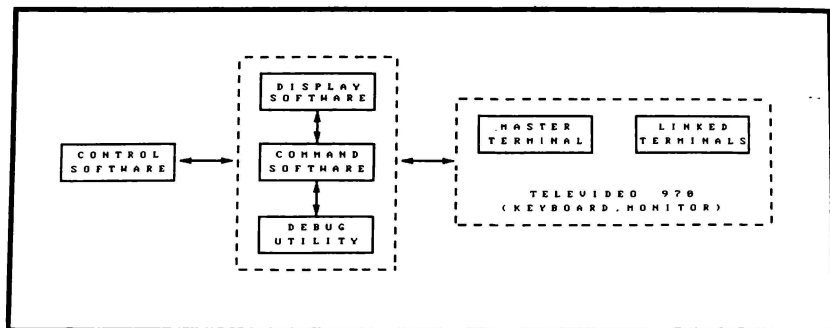 DISPLAY
SOFTWARE
CONTROL
SOFTWARE
COMMAND
SOFTWARE
DEBUG
UTILITY
MASTER
TERMINAL
LINKED
TERMINALS
TELEVIDEO 970
(KEYBOARD,MONITOR)